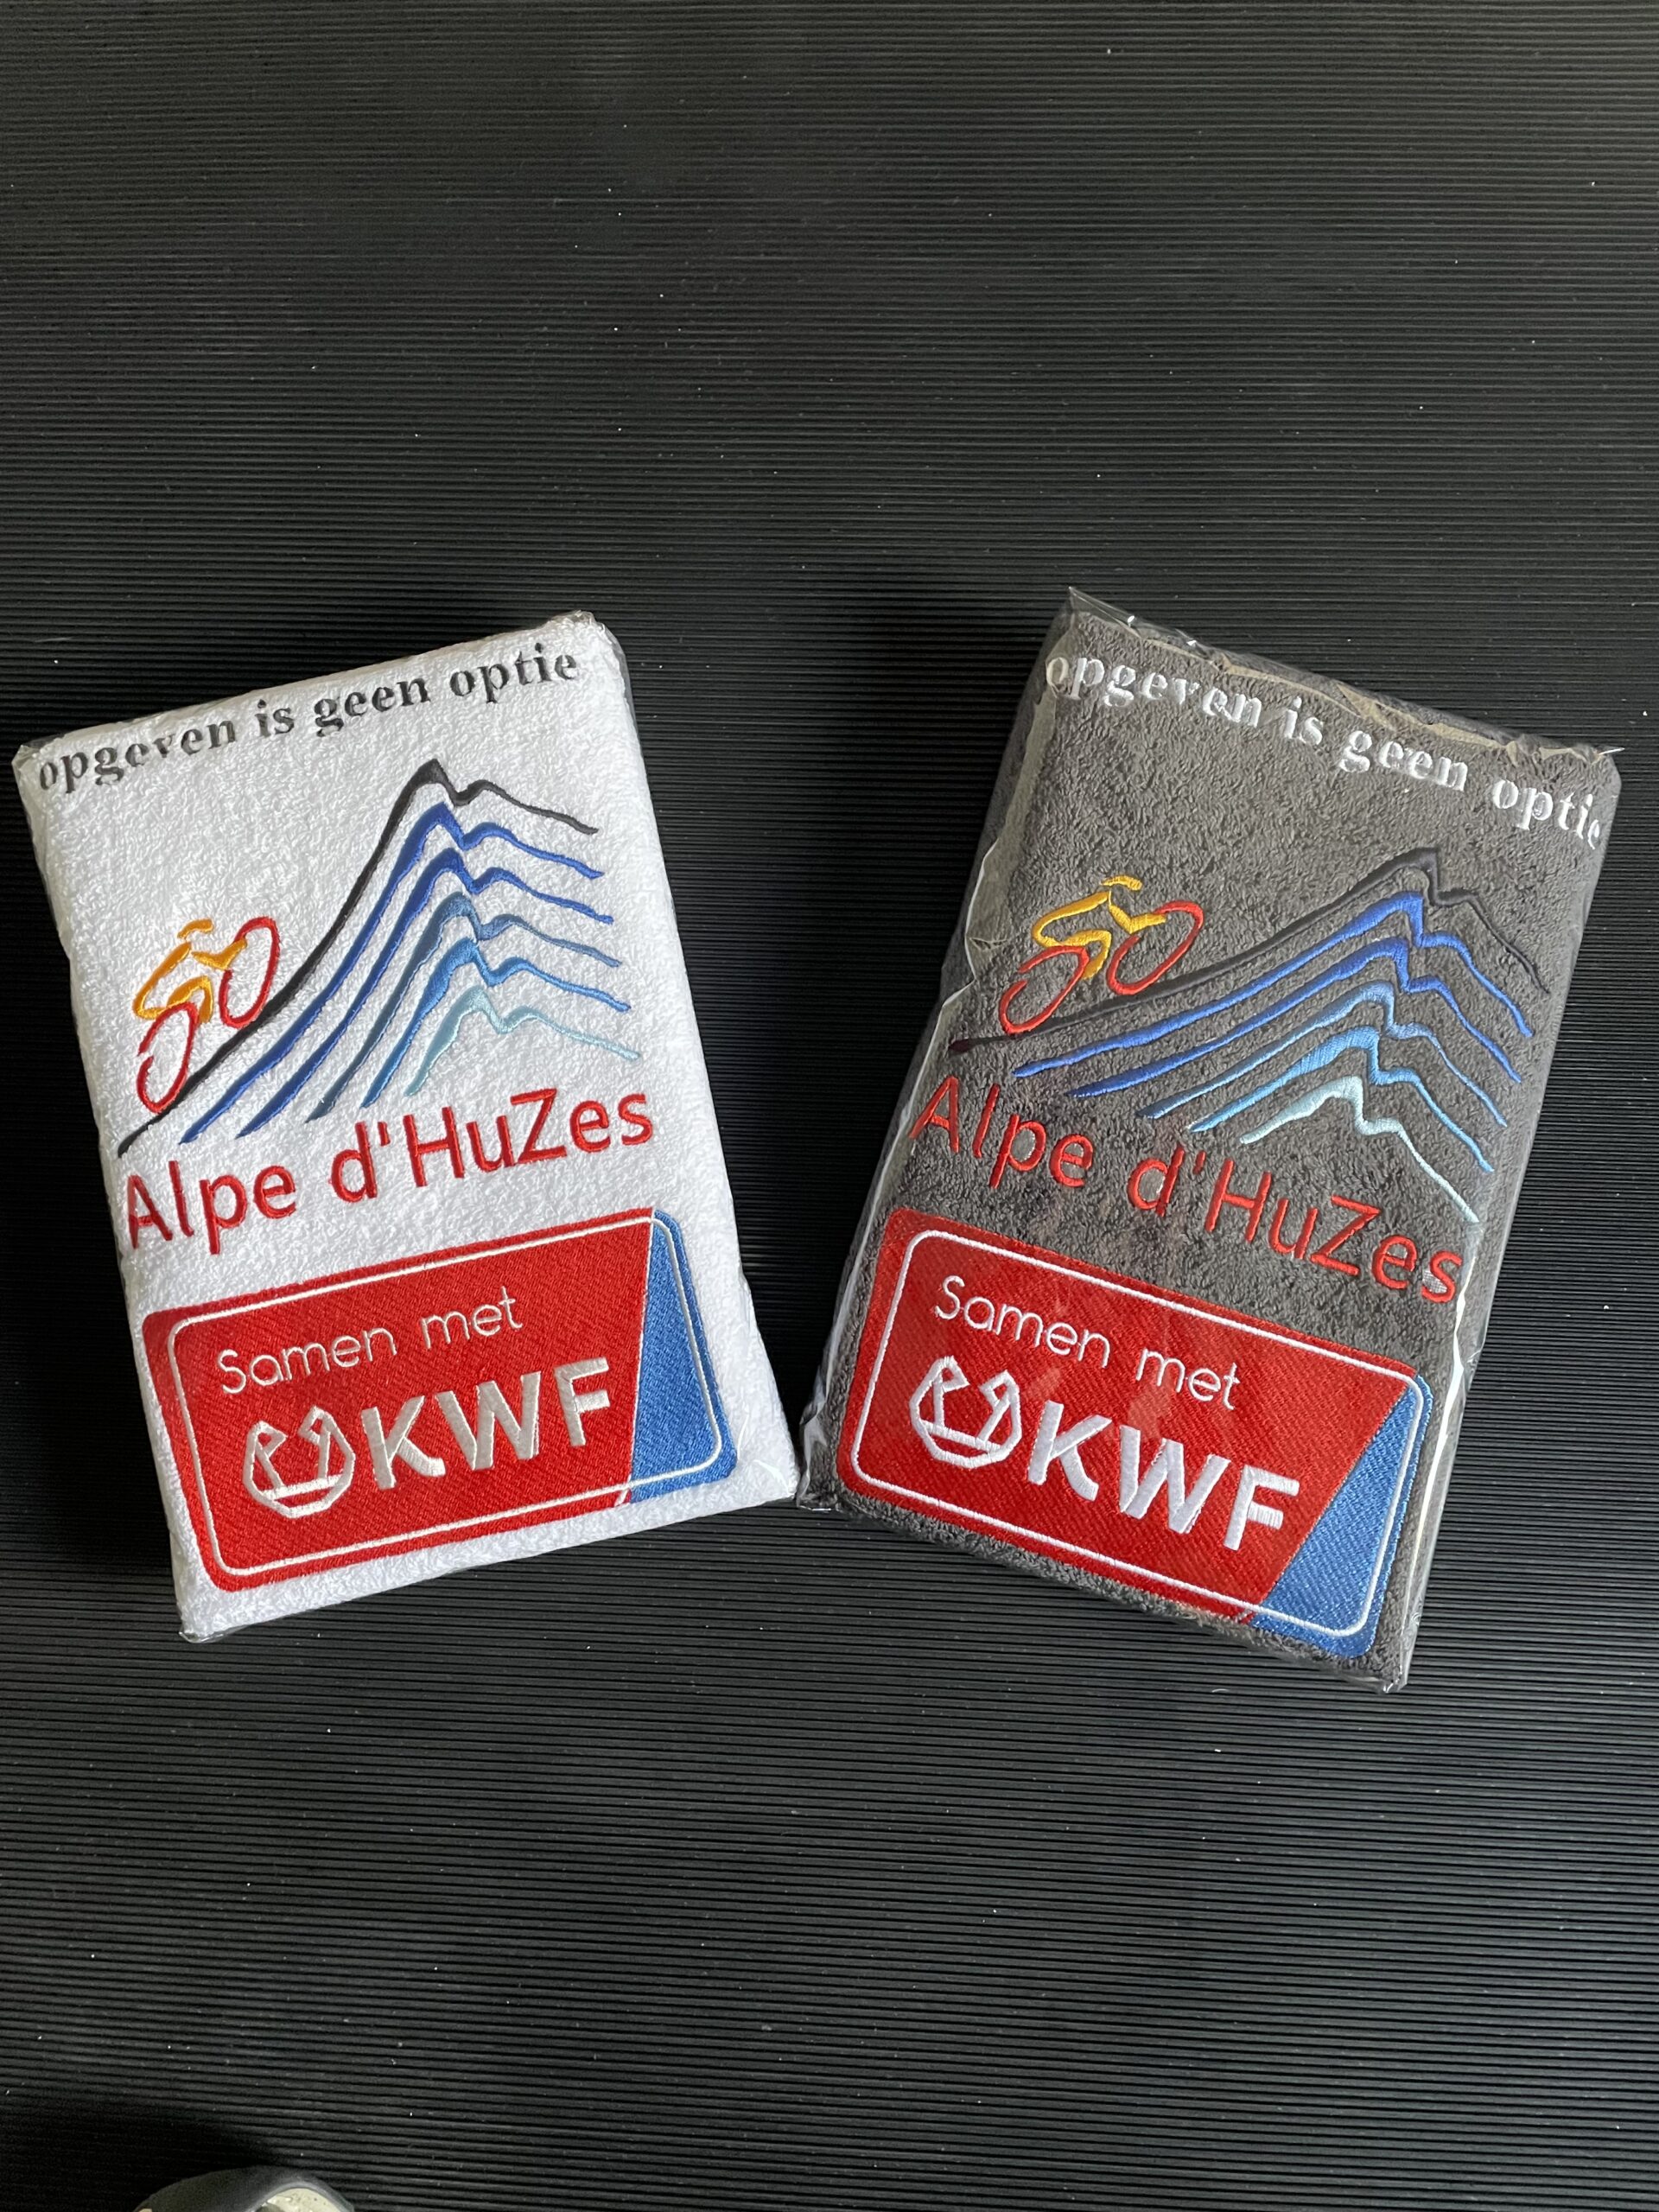 opgeven is geen optie
Alpe d'HuZes
Samen met
KWF
opgeven is geen optie
Alpe d'HuZes
Samen met
KWF